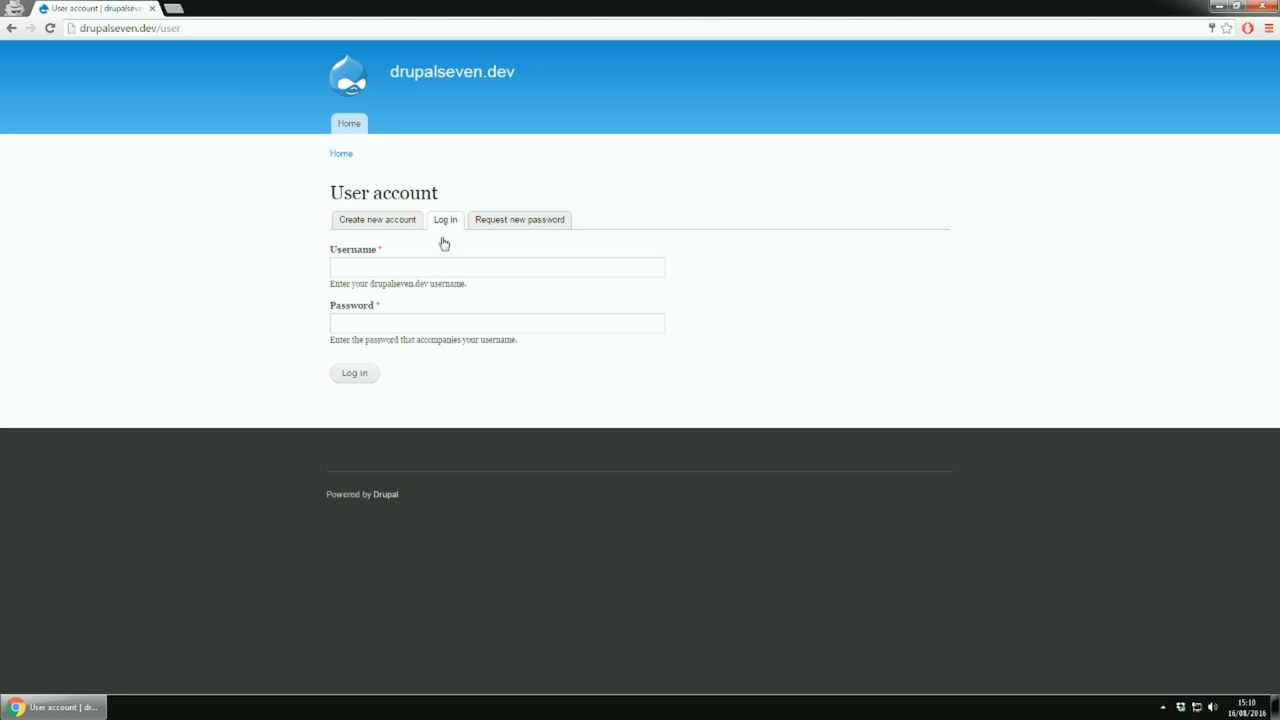 User account | drupalseve
drupalseven.dev/user
drupalseven.dev
Home
Home
User account
Create new account
Log in
Request new password
Username *
Enter your drupalseven.dev username.
Password *
Enter the password that accompanies your username.
Log in
Powered by Drupal
User account | dr...
15:10
16/08/2016